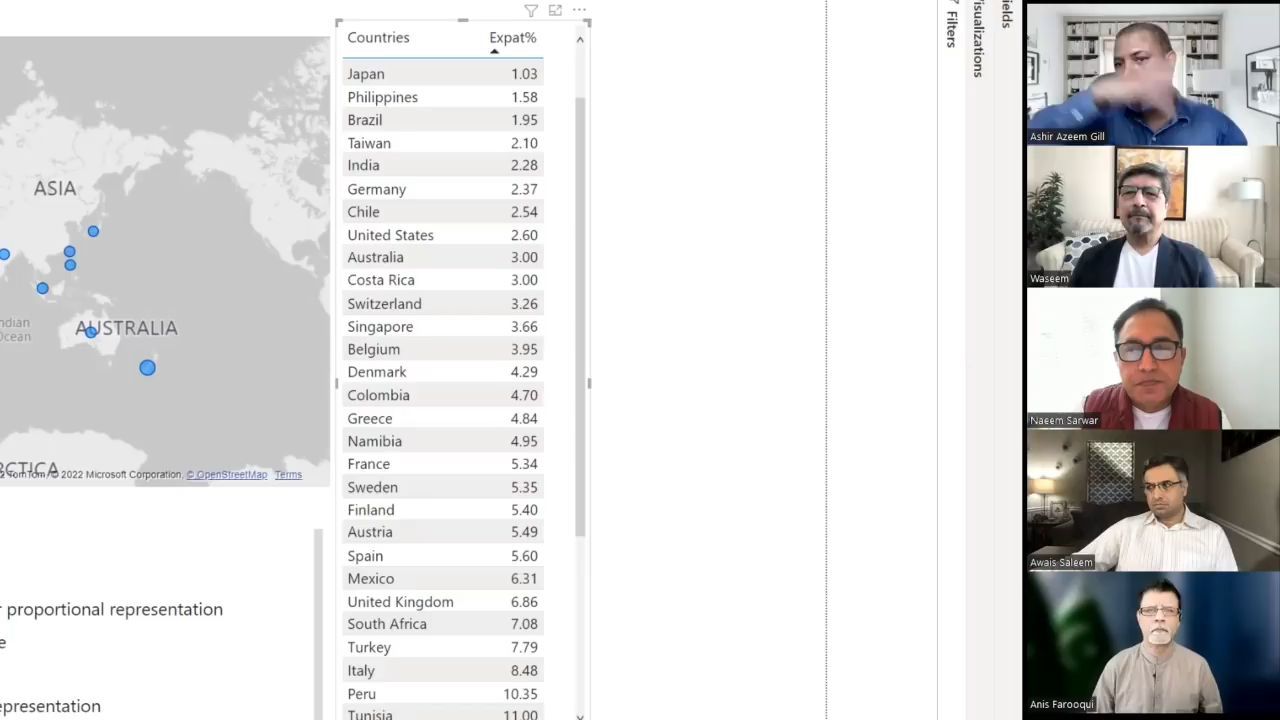 ASIA
AUSTRALIA
ndian
Ocean
RCTICA
TomTom, © 2022 Microsoft Corporation, © OpenStreetMap Terms
proportional representation
e
epresentation
Countries Expat%
Japan 1.03
Philippines 1.58
Brazil 1.95
Taiwan 2.10
India 2.28
Germany 2.37
Chile 2.54
United States 2.60
Australia 3.00
Costa Rica 3.00
Switzerland 3.26
Singapore 3.66
Belgium 3.95
Denmark 4.29
Colombia 4.70
Greece 4.84
Namibia 4.95
France 5.34
Sweden 5.35
Finland 5.40
Austria 5.49
Spain 5.60
Mexico 6.31
United Kingdom 6.86
South Africa 7.08
Turkey 7.79
Italy 8.48
Peru 10.35
Tunisia 11.00
Filters
isualizations
ields
Ashir Azeem Gill
Waseem
Naeem Sarwar
Awais Saleem
Anis Farooqui